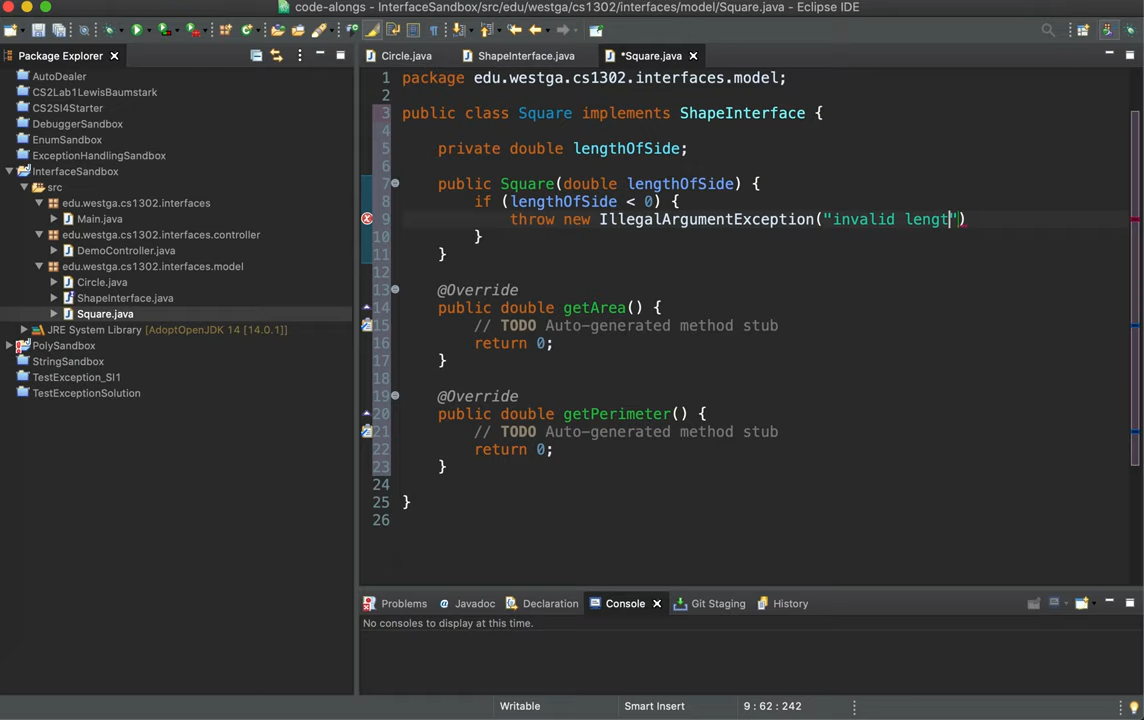 code-alongs - InterfaceSandbox/src/edu/westga/cs1302/interfaces/model/Square.java - Eclipse IDE
Package Explorer
AutoDealer
CS2Lab1LewisBaumstark
CS2SI4Starter
DebuggerSandbox
EnumSandbox
ExceptionHandlingSandbox
InterfaceSandbox
src
edu.westga.cs1302.interfaces
Main.java
edu.westga.cs1302.interfaces.controller
DemoController.java
edu.westga.cs1302.interfaces.model
Circle.java
ShapeInterface.java
Square.java
JRE System Library [AdoptOpenJDK 14 [14.0.1]]
PolySandbox
StringSandbox
TestException_SI1
TestExceptionSolution
Circle.java ShapeInterface.java *Square.java
1 package edu.westga.cs1302.interfaces.model;
2
3 public class Square implements ShapeInterface {
4
5 private double lengthOfSide;
6
7 public Square(double lengthOfSide) {
8 if (lengthOfSide < 0) {
9 throw new IllegalArgumentException("invalid lengt")
10 }
11 }
12
13 @Override
14 public double getArea() {
15 // TODO Auto-generated method stub
16 return 0;
17 }
18
19 @Override
20 public double getPerimeter() {
21 // TODO Auto-generated method stub
22 return 0;
23 }
24
25 }
26
Problems Javadoc Declaration Console Git Staging History
No consoles to display at this time.
Writable Smart Insert 9 : 62 : 242